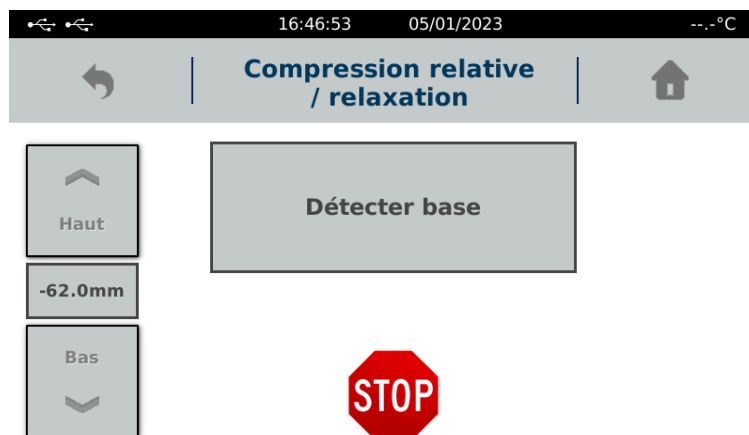 16:46:53 05/01/2023 --.-°C
Compression relative
/ relaxation
Haut
Détecter base
-62.0mm
Bas
STOP